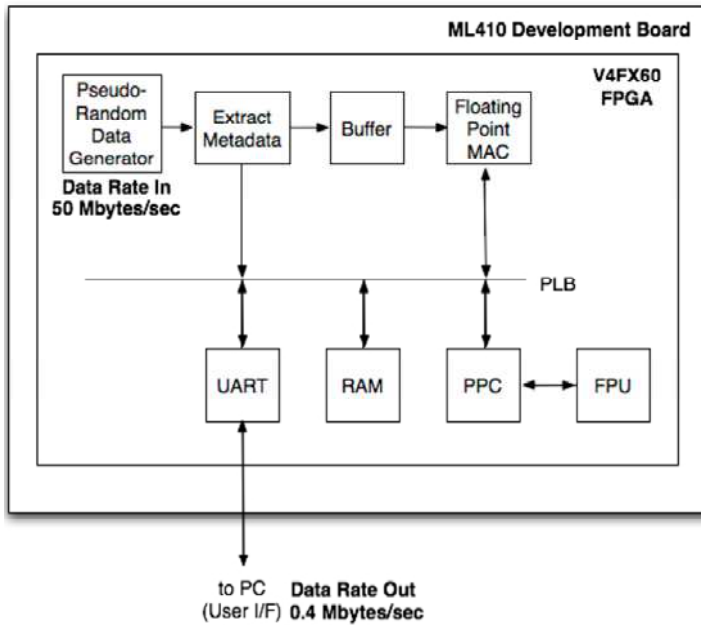 ML410 Development Board
V4FX60
FPGA
Pseudo-
Random
Data
Generator
Extract
Metadata
Buffer
Floating
Point
MAC
Data Rate In
50 Mbytes/sec
PLB
UART
RAM
PPC
FPU
to PC
(User I/F)
Data Rate Out
0.4 Mbytes/sec